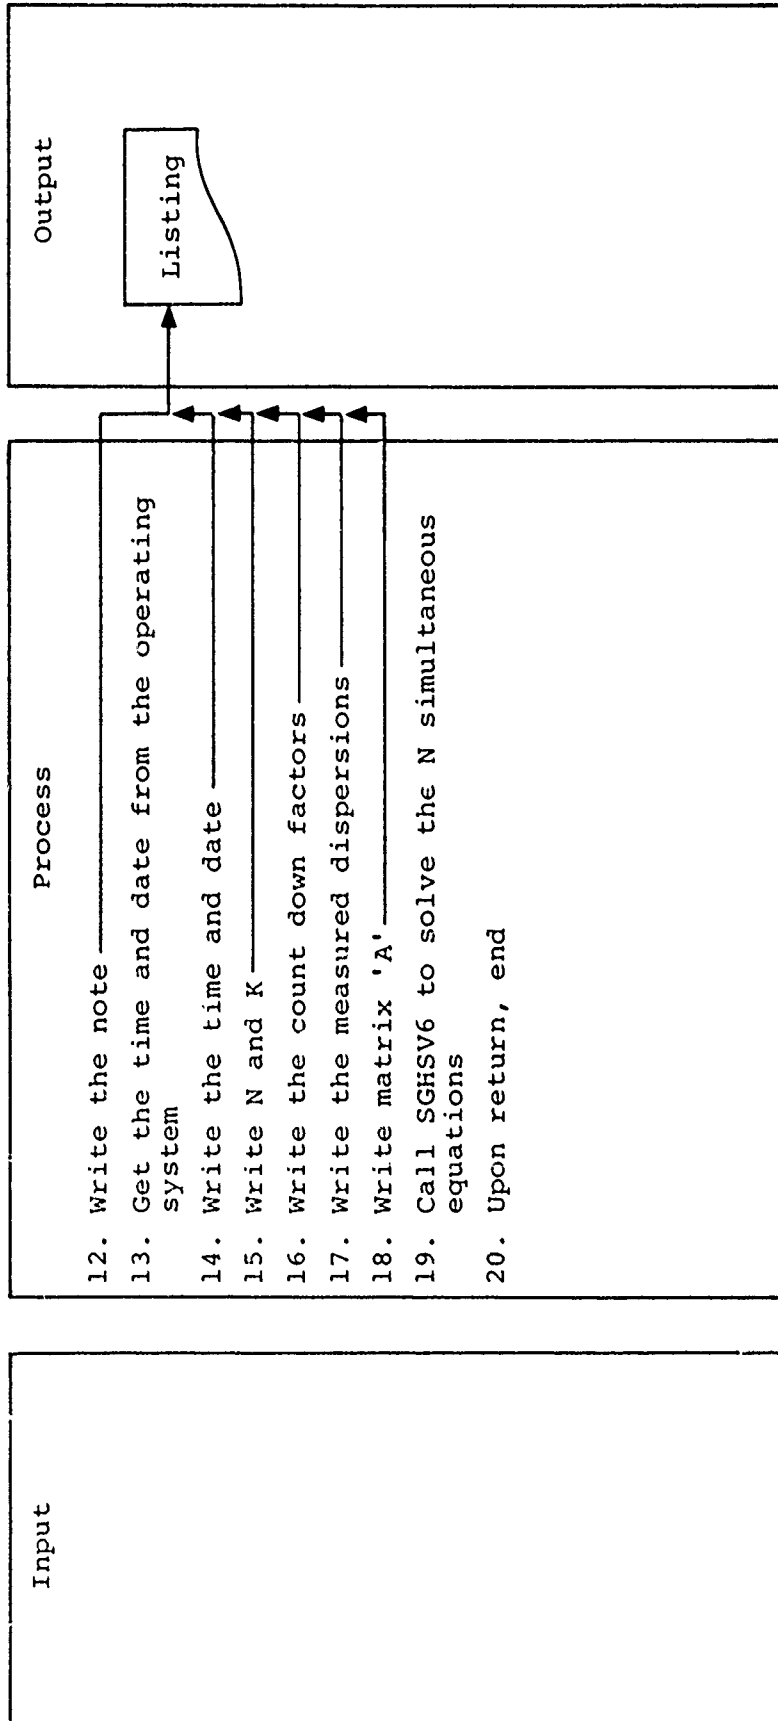 Input
Process
12. Write the note
13. Get the time and date from the operating
system
14. Write the time and date
15. Write N and K
16. Write the count down factors
17. Write the measured dispersions
18. Write matrix 'A'
19. Call SGHSV6 to solve the N simultaneous
equations
20. Upon return, end
Output
Listing